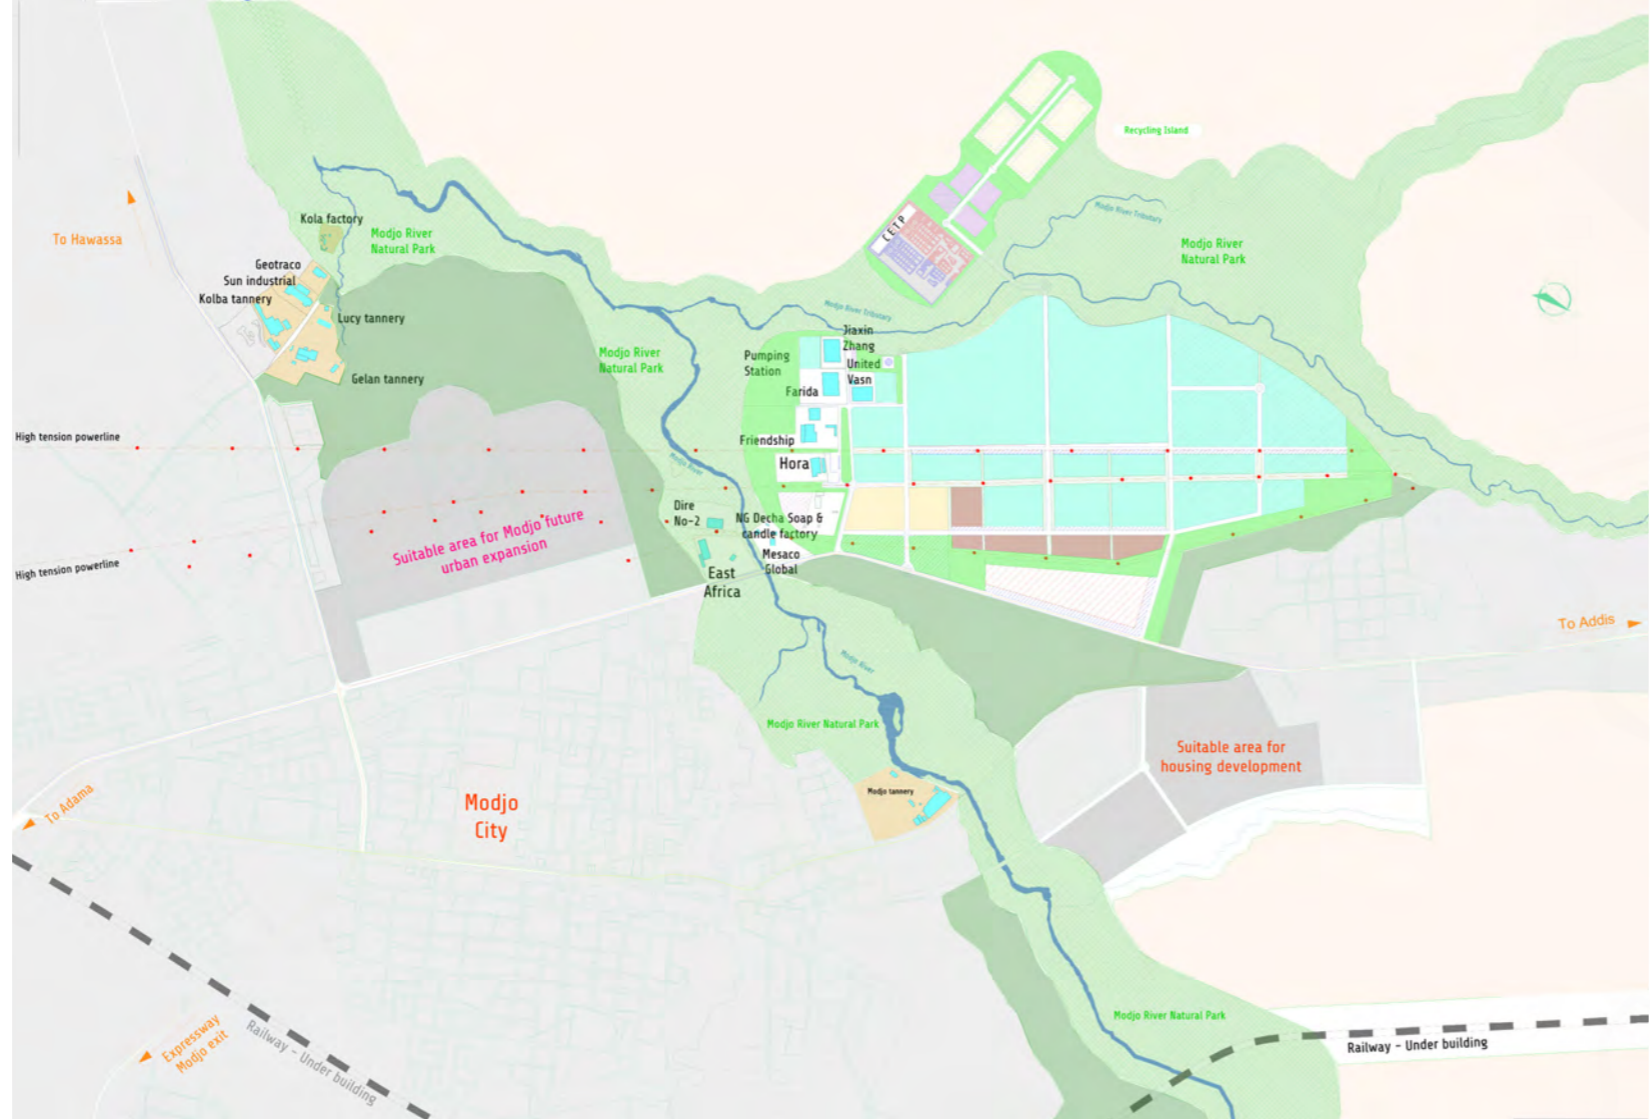 Recycling Island
Modjo River Tributary
CETP
Kola factory
Modjo River
Natural Park
To Hawassa
Modjo River
Natural Park
Geotraco
Sun industrial
Kolba tannery
Lucy tannery
Modjo River Tributary
Jiaxin
Zhang
Pumping
Station
United
Vasn
Modjo River
Natural Park
Gelan tannery
Farida
High tension powerline
Friendship
Hora
Modjo River
Dire
No-2
NG Decha Soap &
candle factory
Suitable area for Modjo future
urban expansion
Mesaco
Global
High tension powerline
East
Africa
To Addis
Modjo River
Modjo River Natural Park
Suitable area for
housing development
Modjo tannery
Modjo
City
To Adama
Modjo River Natural Park
Expressway
Modjo exit
Railway - Under building
Railway - Under building